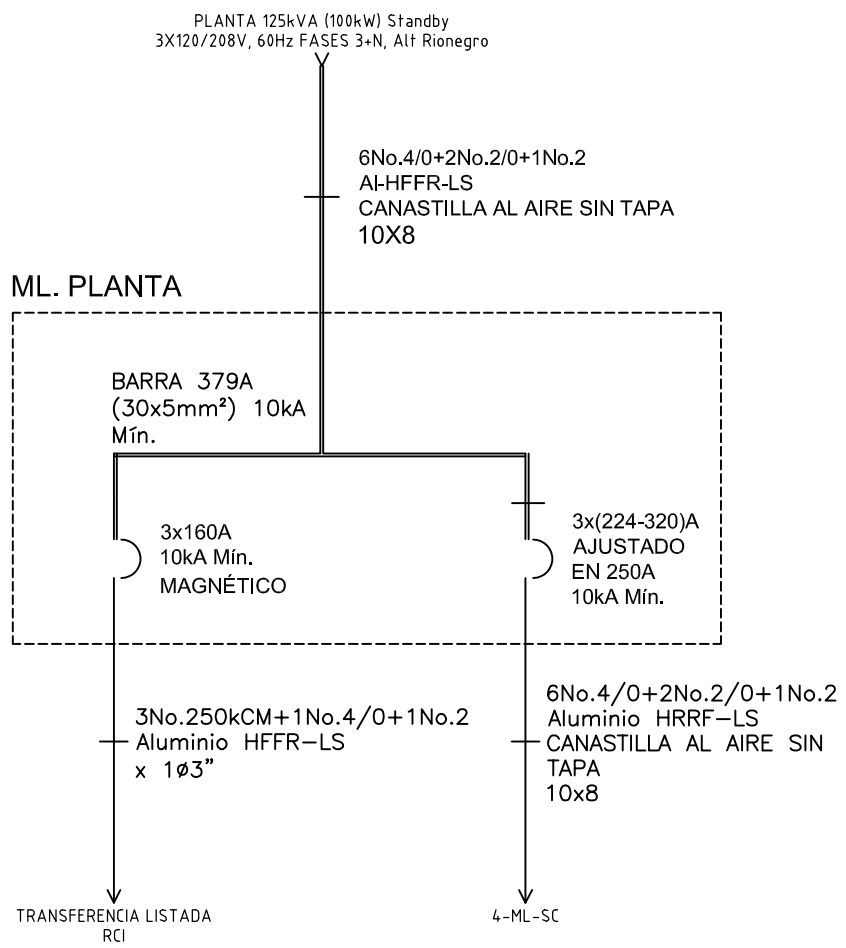 PLANTA 125kVA (100kW) Standby
3X120/208V, 60Hz FASES 3+N, Alt Rionegro
6No.4/0+2No.2/0+1No.2
Al-HFFR-LS
CANASTILLA AL AIRE SIN TAPA
10X8
ML. PLANTA
BARRA 379A
(30x5mm²) 10kA
Mín.
3x160A
10kA Mín.
MAGNÉTICO
3x(224-320)A
AJUSTADO
EN 250A
10kA Mín.
3No.250kCM+1No.4/0+1No.2
Aluminio HFFR-LS
x 1ø3"
6No.4/0+2No.2/0+1No.2
Aluminio HRRF-LS
CANASTILLA AL AIRE SIN
TAPA
10x8
TRANSFERENCIA LISTADA
RCI
4-ML-SC